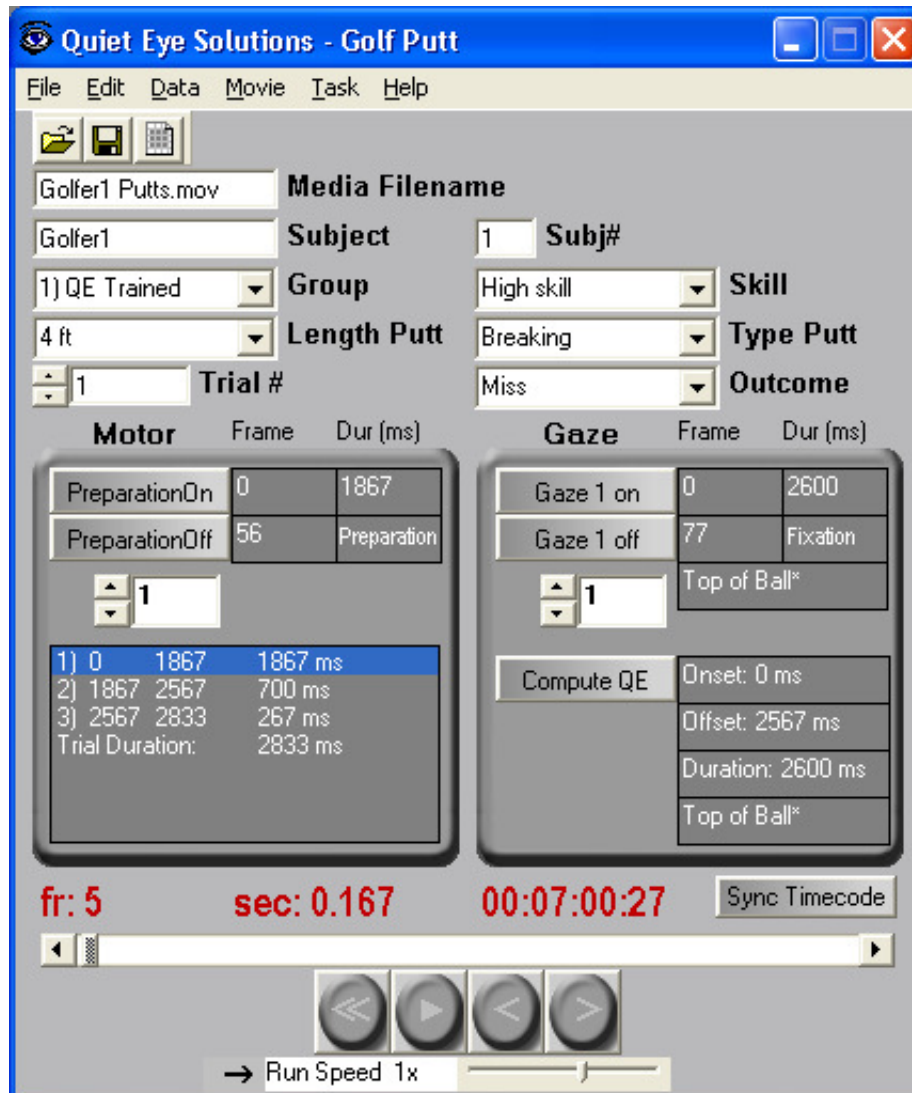 Quiet Eye Solutions - Golf Putt
File Edit Data Movie Task Help
Golfer1 Putts.mov Media Filename
Golfer1 Subject 1 Subj#
1) QE Trained Group High skill Skill
4 ft Length Putt Breaking Type Putt
1 Trial # Miss Outcome
Motor Frame Dur (ms) Gaze Frame Dur (ms)
PreparationOn 0 1867 Gaze 1 on 0 2600
PreparationOff 56 Preparation Gaze 1 off 77 Fixation
1 1 Top of Ball*
1) 0 1867 1867 ms
2) 1867 2567 700 ms
3) 2567 2833 267 ms
Trial Duration: 2833 ms
Compute QE Onset: 0 ms
Offset: 2567 ms
Duration: 2600 ms
Top of Ball*
fr: 5 sec: 0.167 00:07:00:27 Sync Timecode
→ Run Speed 1x